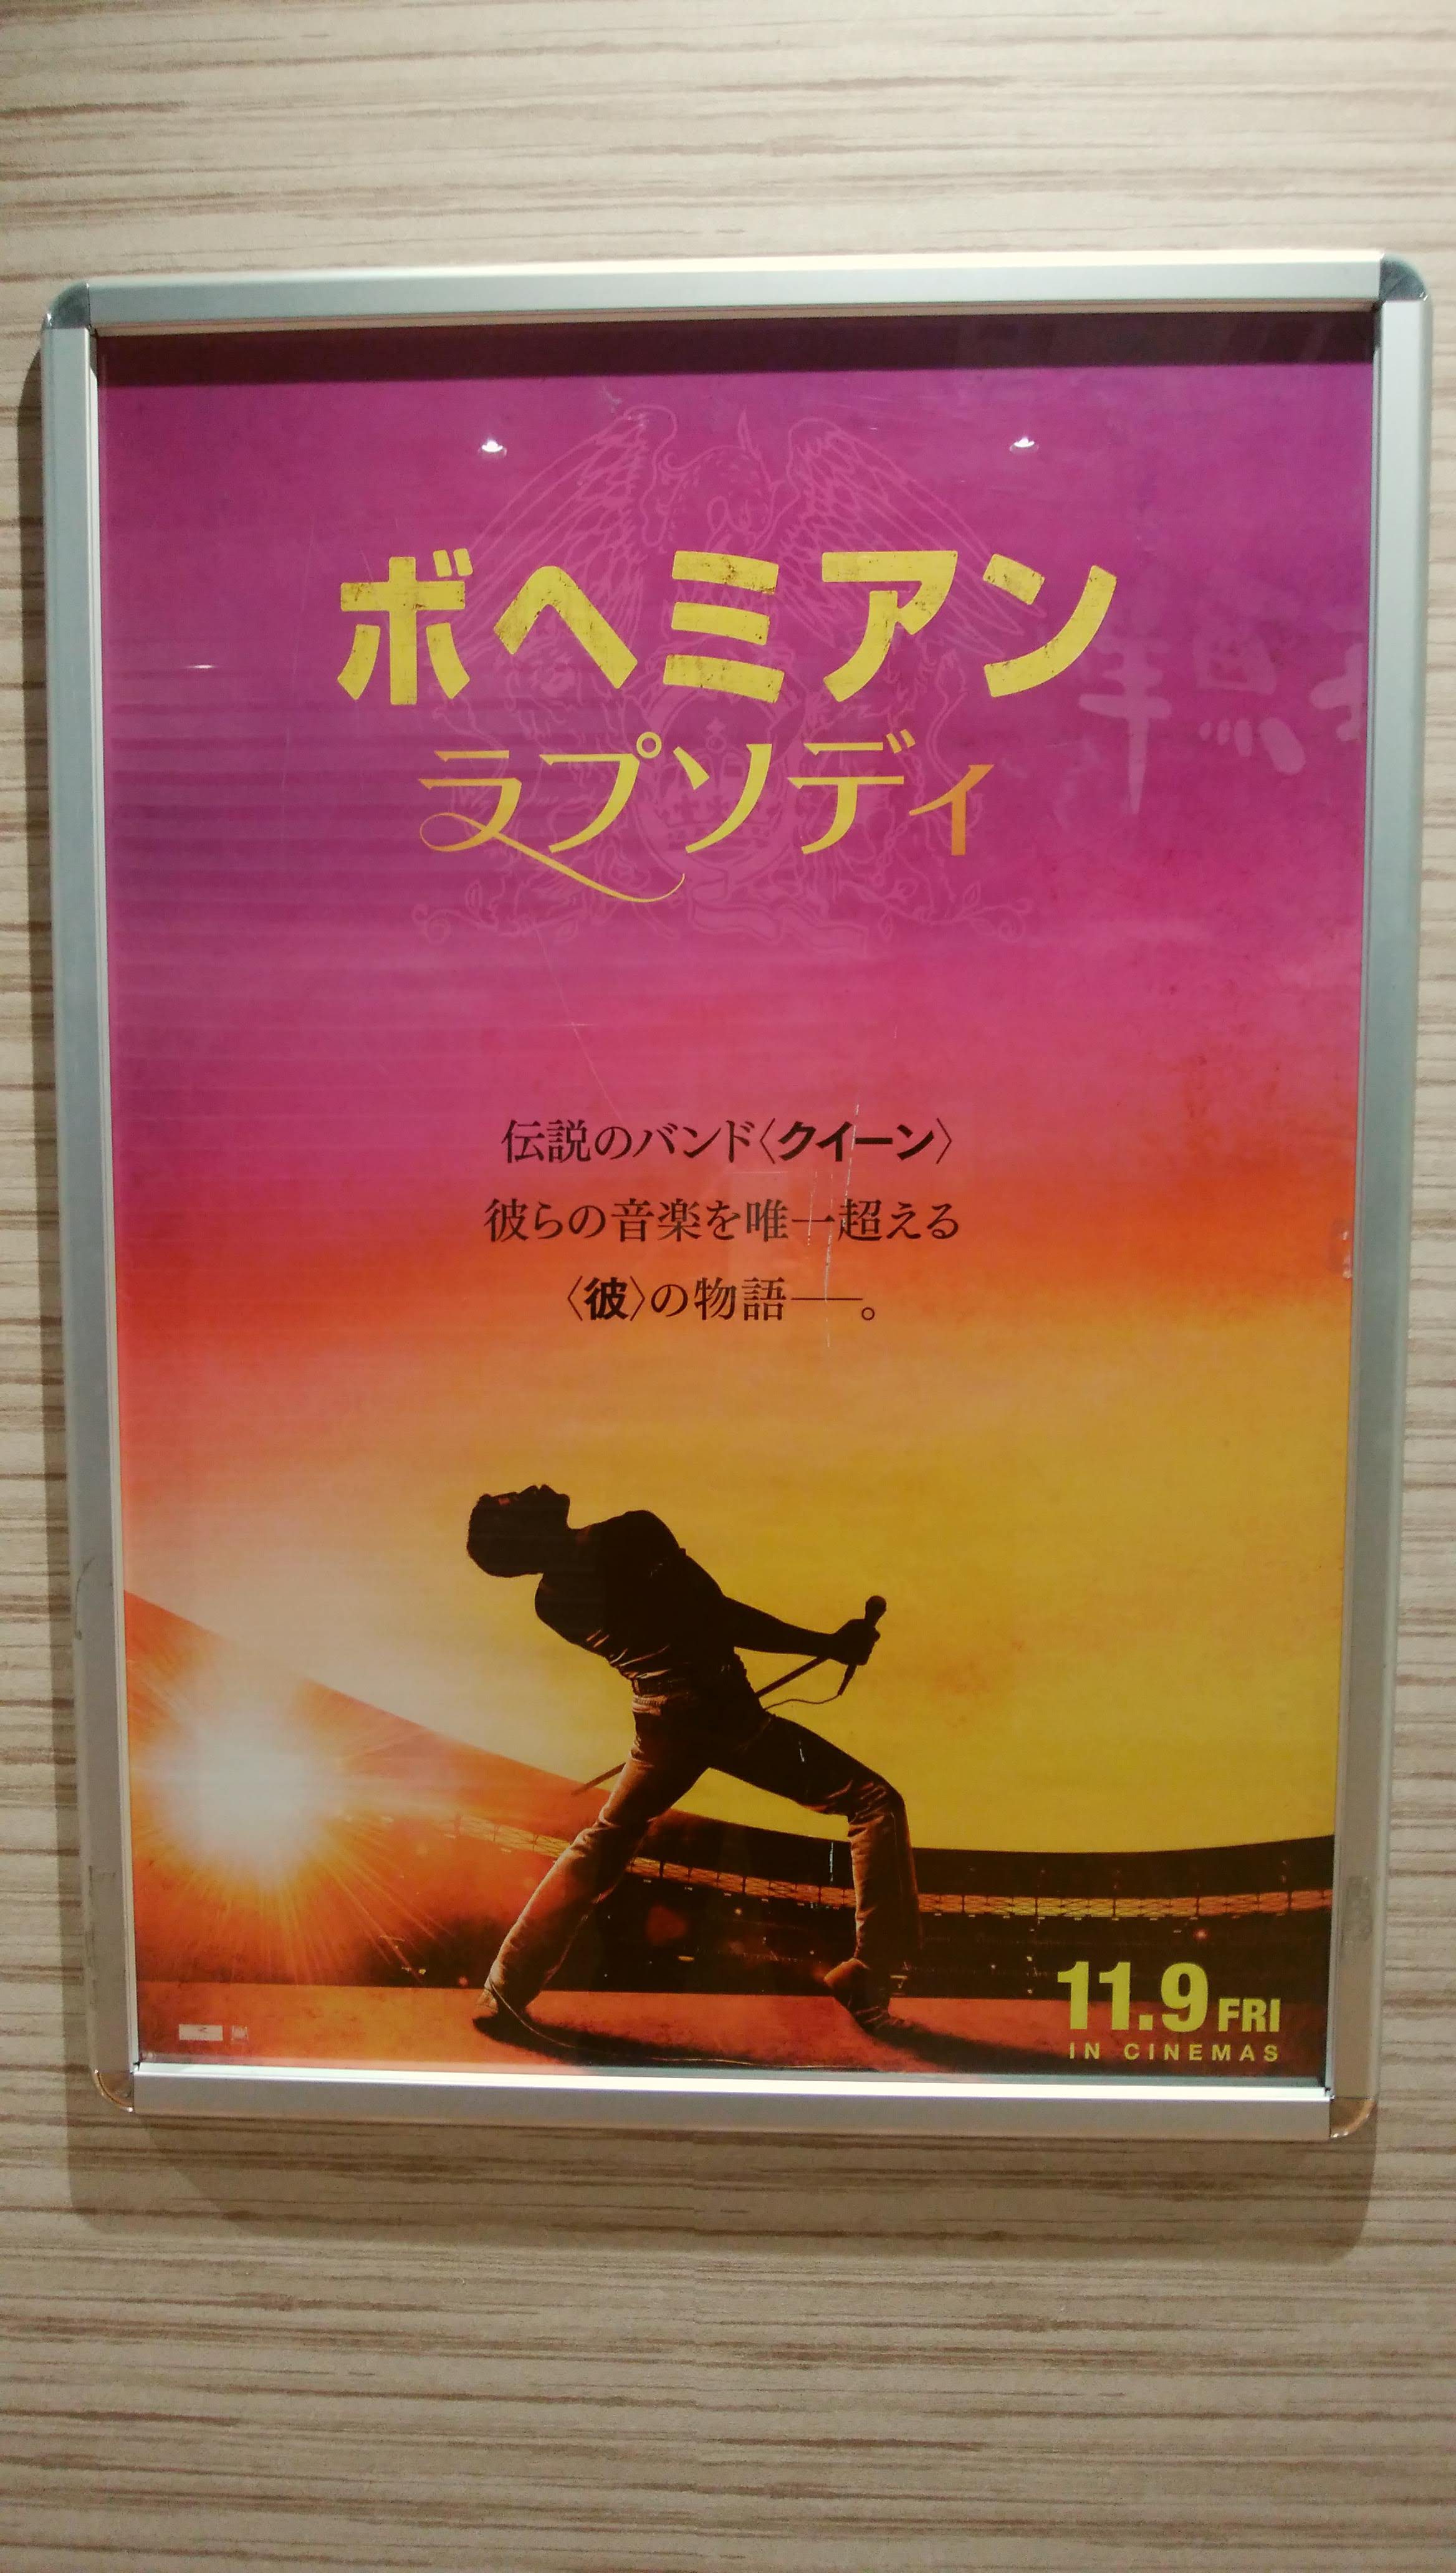 ボヘミアン
ラプソディ
伝説のバンド〈クイーン〉
彼らの音楽を唯一超える
〈彼〉の物語──。
11.9 FRI
IN CINEMAS